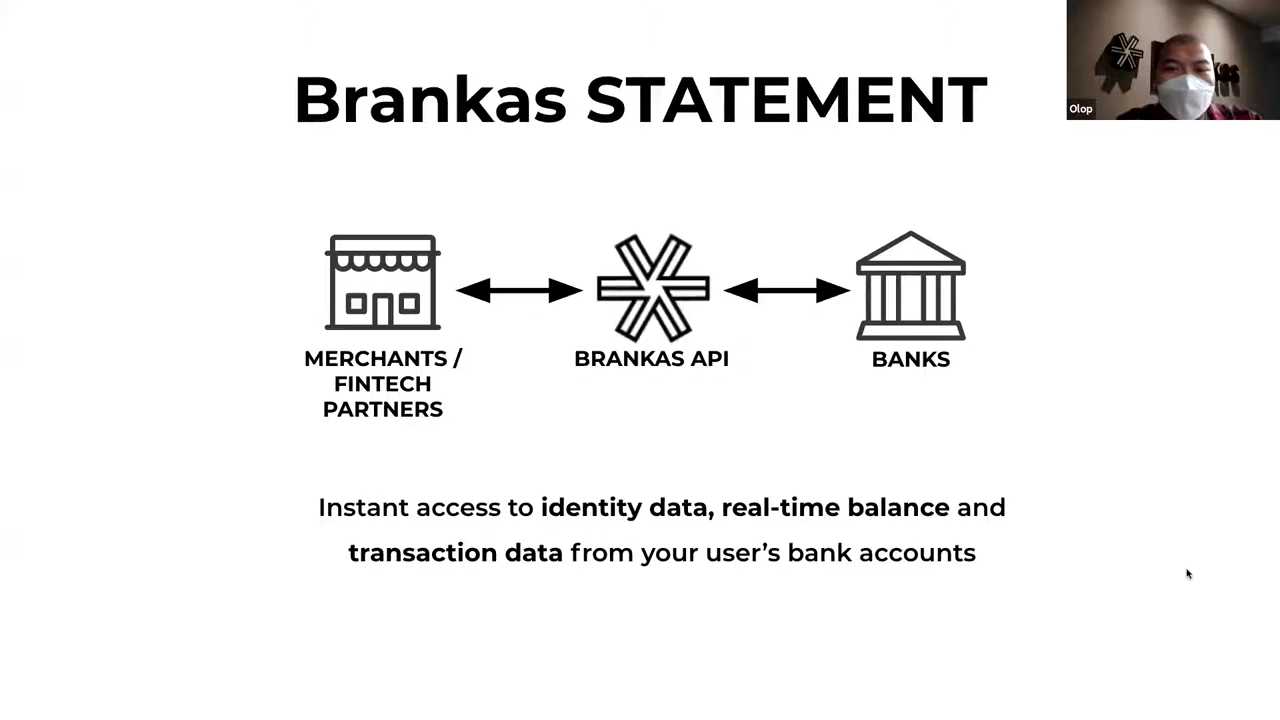 Brankas STATEMENT
Olop
MERCHANTS /
FINTECH
PARTNERS
BRANKAS API
BANKS
Instant access to identity data, real-time balance and
transaction data from your user’s bank accounts